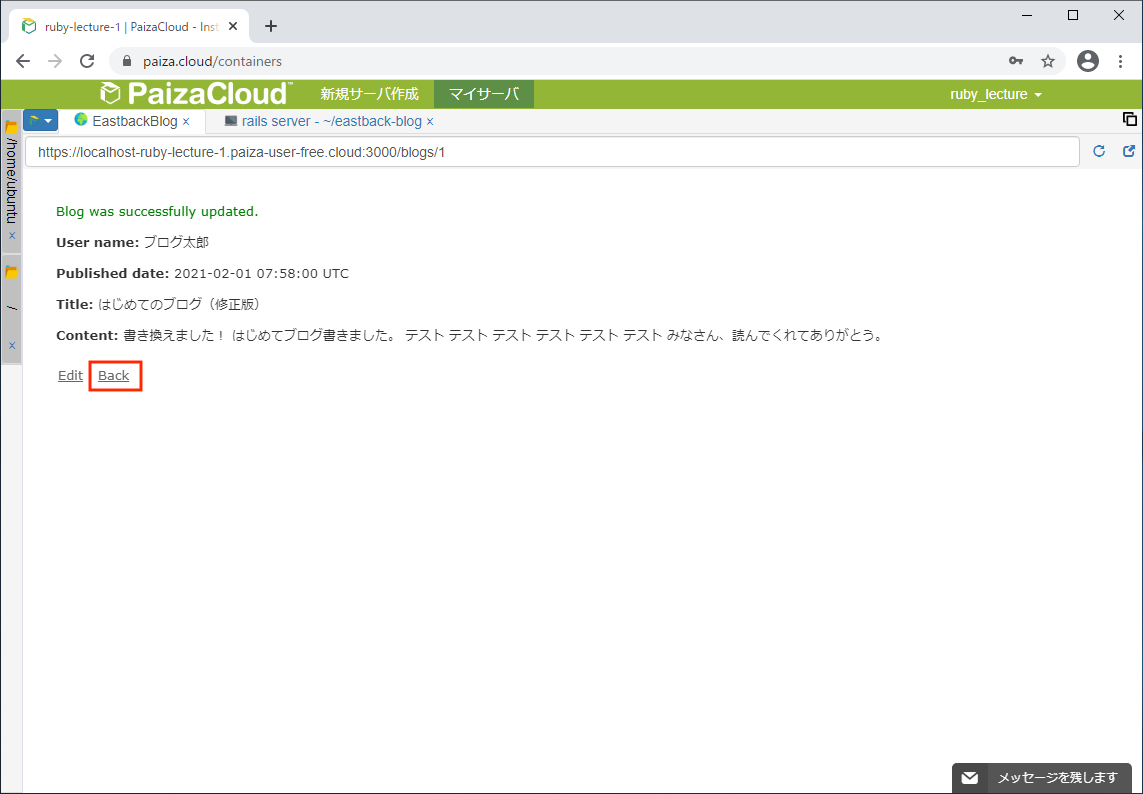 ruby-lecture-1 | PaizaCloud - Inst
paiza.cloud/containers
PaizaCloud™ 新規サーバ作成 マイサーバ ruby_lecture
EastbackBlog × rails server - ~/eastback-blog ×
https://localhost-ruby-lecture-1.paiza-user-free.cloud:3000/blogs/1
/home/ubuntu ×
/ ×
Blog was successfully updated.
User name: ブログ太郎
Published date: 2021-02-01 07:58:00 UTC
Title: はじめてのブログ（修正版）
Content: 書き換えました！ はじめてブログ書きました。 テスト テスト テスト テスト テスト テスト みなさん、読んでくれてありがとう。
Edit Back
メッセージを残します